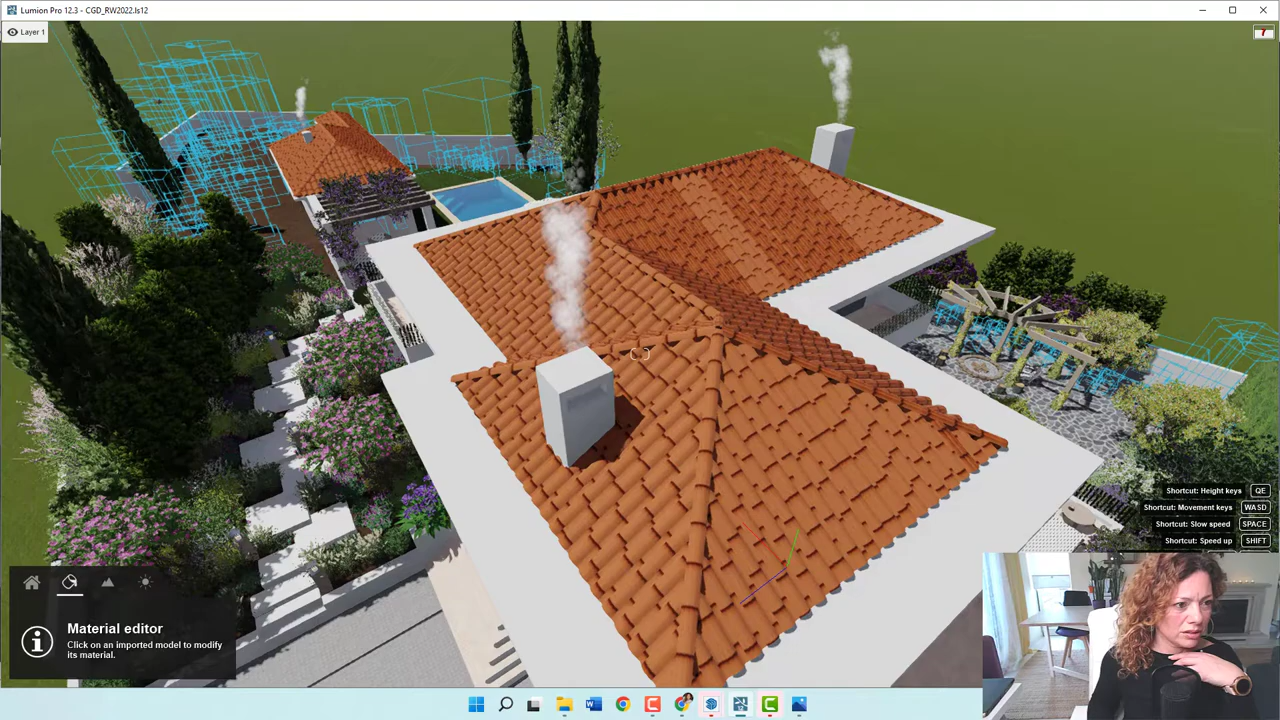 Lumion Pro 12.3 - CGD_RW2022.ls12
Layer 1
Shortcut: Height keys QE
Shortcut: Movement keys WASD
Shortcut: Slow speed SPACE
Shortcut: Speed up SHIFT
Material editor
Click on an imported model to modify
its material.